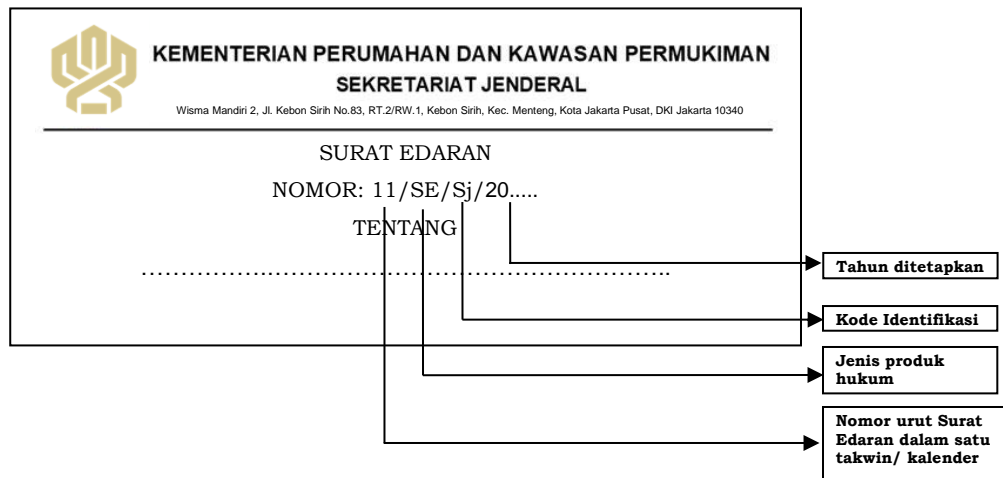 KEMENTERIAN PERUMAHAN DAN KAWASAN PERMUKIMAN
SEKRETARIAT JENDERAL
Wisma Mandiri 2, Jl. Kebon Sirih No.83, RT.2/RW.1, Kebon Sirih, Kec. Menteng, Kota Jakarta Pusat, DKI Jakarta 10340
SURAT EDARAN
NOMOR: 11/SE/Sj/20.....
TENTANG
……………………………………………………………..
Tahun ditetapkan
Kode Identifikasi
Jenis produk
hukum
Nomor urut Surat
Edaran dalam satu
takwin/ kalender